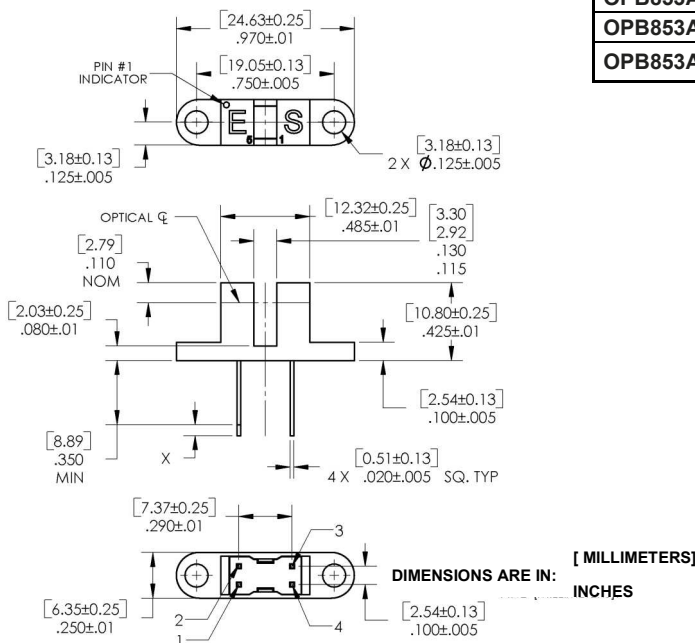 OPB853A
OPB853A
OPB853A
[24.63±0.25]
.970±.01
PIN #1
INDICATOR
[19.05±0.13]
.750±.005
E S
6 1
[3.18±0.13]
.125±.005
[3.18±0.13]
2 X Ø.125±.005
OPTICAL ℄
[12.32±0.25]
.485±.01
[3.30
2.92]
.130
.115
[2.79]
.110
NOM
[2.03±0.25]
.080±.01
[10.80±0.25]
.425±.01
[2.54±0.13]
.100±.005
[8.89]
.350
MIN
X
[0.51±0.13]
4 X .020±.005 SQ. TYP
[7.37±0.25]
.290±.01
3
[ MILLIMETERS]
DIMENSIONS ARE IN:
INCHES
[6.35±0.25]
.250±.01
2
1
4
[2.54±0.13]
.100±.005